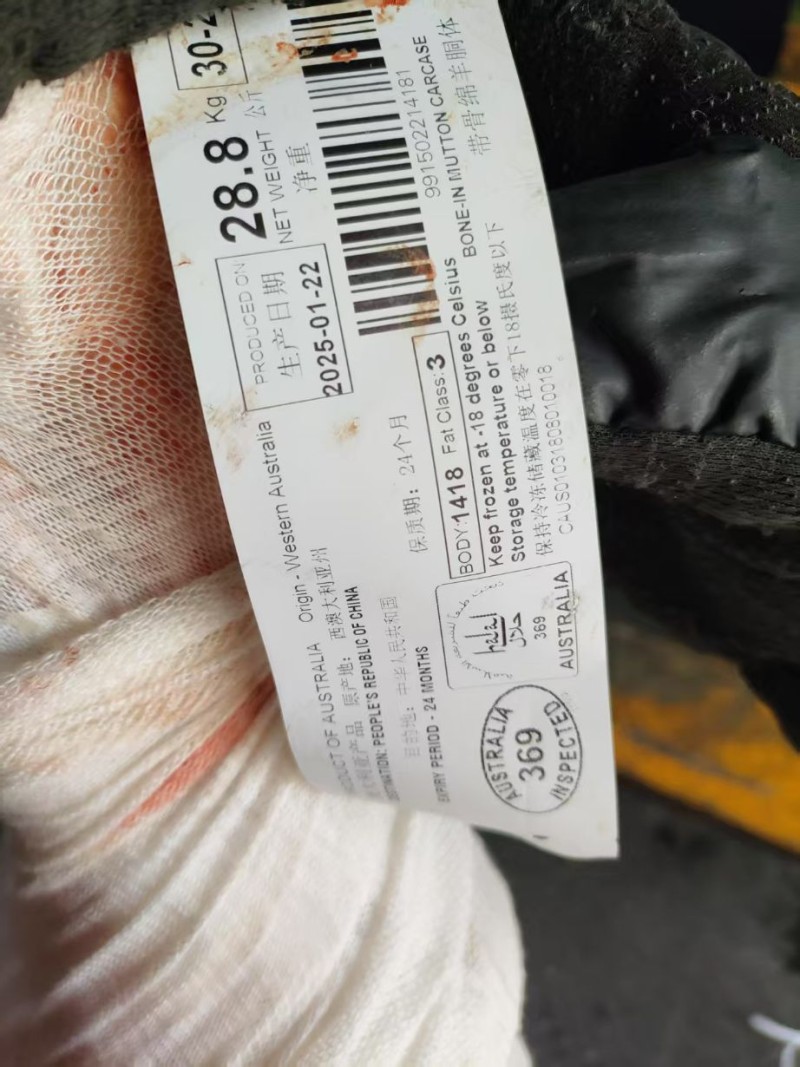 28.8 Kg
NET WEIGHT 公斤
净重
30-2
PRODUCED ON
生产日期
2025-01-22
991502214181
BONE-IN MUTTON CARCASE
带骨绵羊胴体
OF AUSTRALIA Origin - Western Australia
产品 原产地: 西澳大利亚州
PEOPLE'S REPUBLIC OF CHINA
目的地: 中华人民共和国
EXPIRY PERIOD - 24 MONTHS
保质期: 24个月
BODY:1418 Fat Class:3
Keep frozen at -18 degrees Celsius
Storage temperature or below
保持冷冻储藏温度在零下18摄氏度以下
CAUS01031808010018
halal
حلال
369
AUSTRALIA
AUSTRALIA
369
INSPECTED